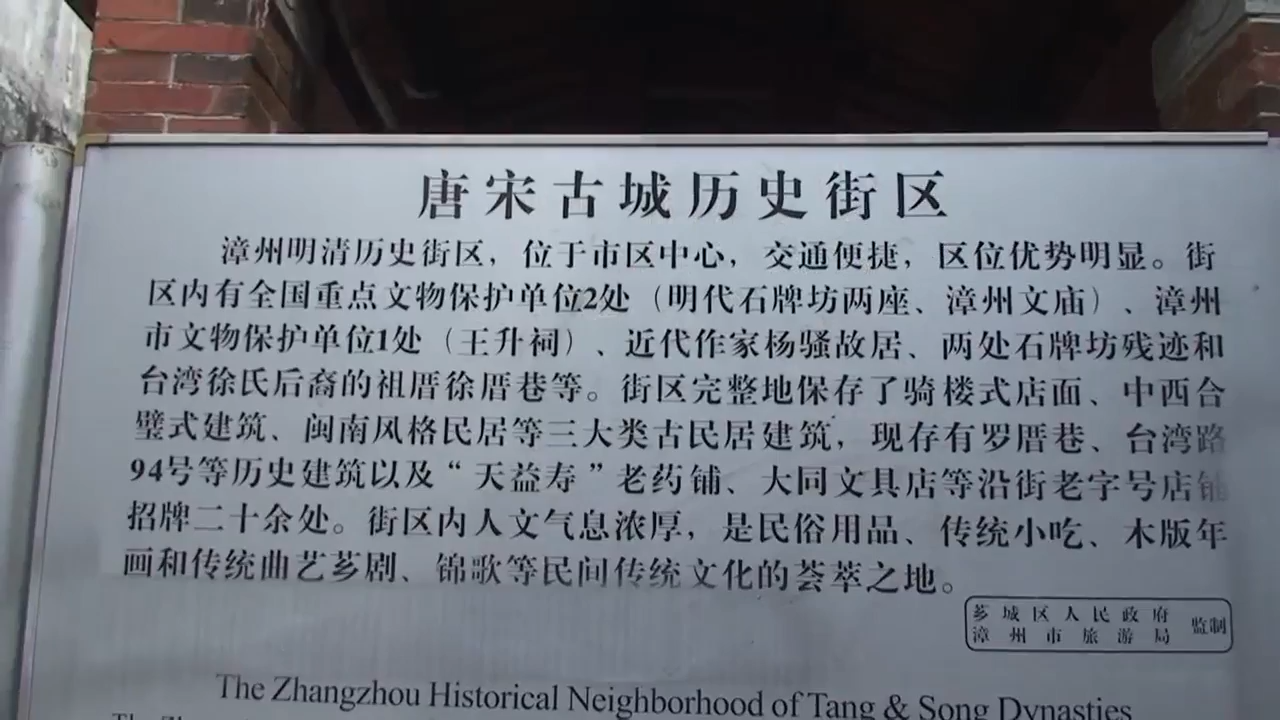 唐宋古城历史街区
漳州明清历史街区，位于市区中心，交通便捷，区位优势明显。街
区内有全国重点文物保护单位2处（明代石牌坊两座、漳州文庙）、漳州
市文物保护单位1处（王升祠）、近代作家杨骚故居、两处石牌坊残迹和
台湾徐氏后裔的祖厝徐厝巷等。街区完整地保存了骑楼式店面、中西合
璧式建筑、闽南风格民居等三大类古民居建筑，现存有罗厝巷、台湾路
94号等历史建筑以及“天益寿”老药铺、大同文具店等沿街老字号店铺
招牌二十余处。街区内人文气息浓厚，是民俗用品、传统小吃、木版年
画和传统曲艺芗剧、锦歌等民间传统文化的荟萃之地。
芗城区人民政府
漳州市旅游局
监制
The Zhangzhou Historical Neighborhood of Tang & Song Dynasties